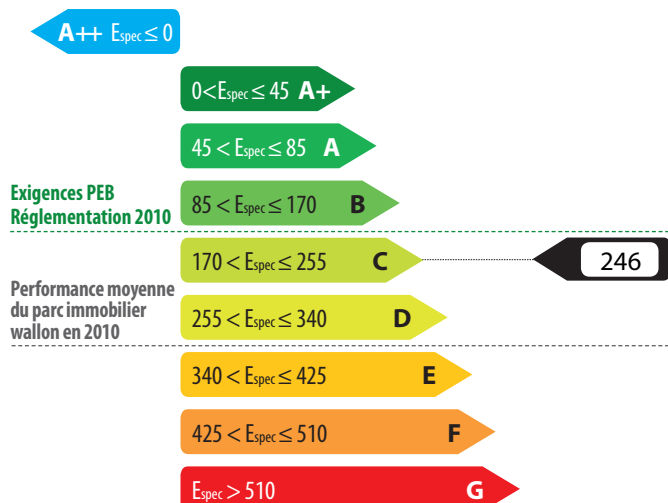 A++ Espec ≤ 0
0<Espec ≤ 45 A+
45 < Espec ≤ 85 A
Exigences PEB
Réglementation 2010
85 < Espec ≤ 170 B
170 < Espec ≤ 255 C
246
Performance moyenne
du parc immobilier
wallon en 2010
255 < Espec ≤ 340 D
340 < Espec ≤ 425 E
425 < Espec ≤ 510 F
Espec > 510 G